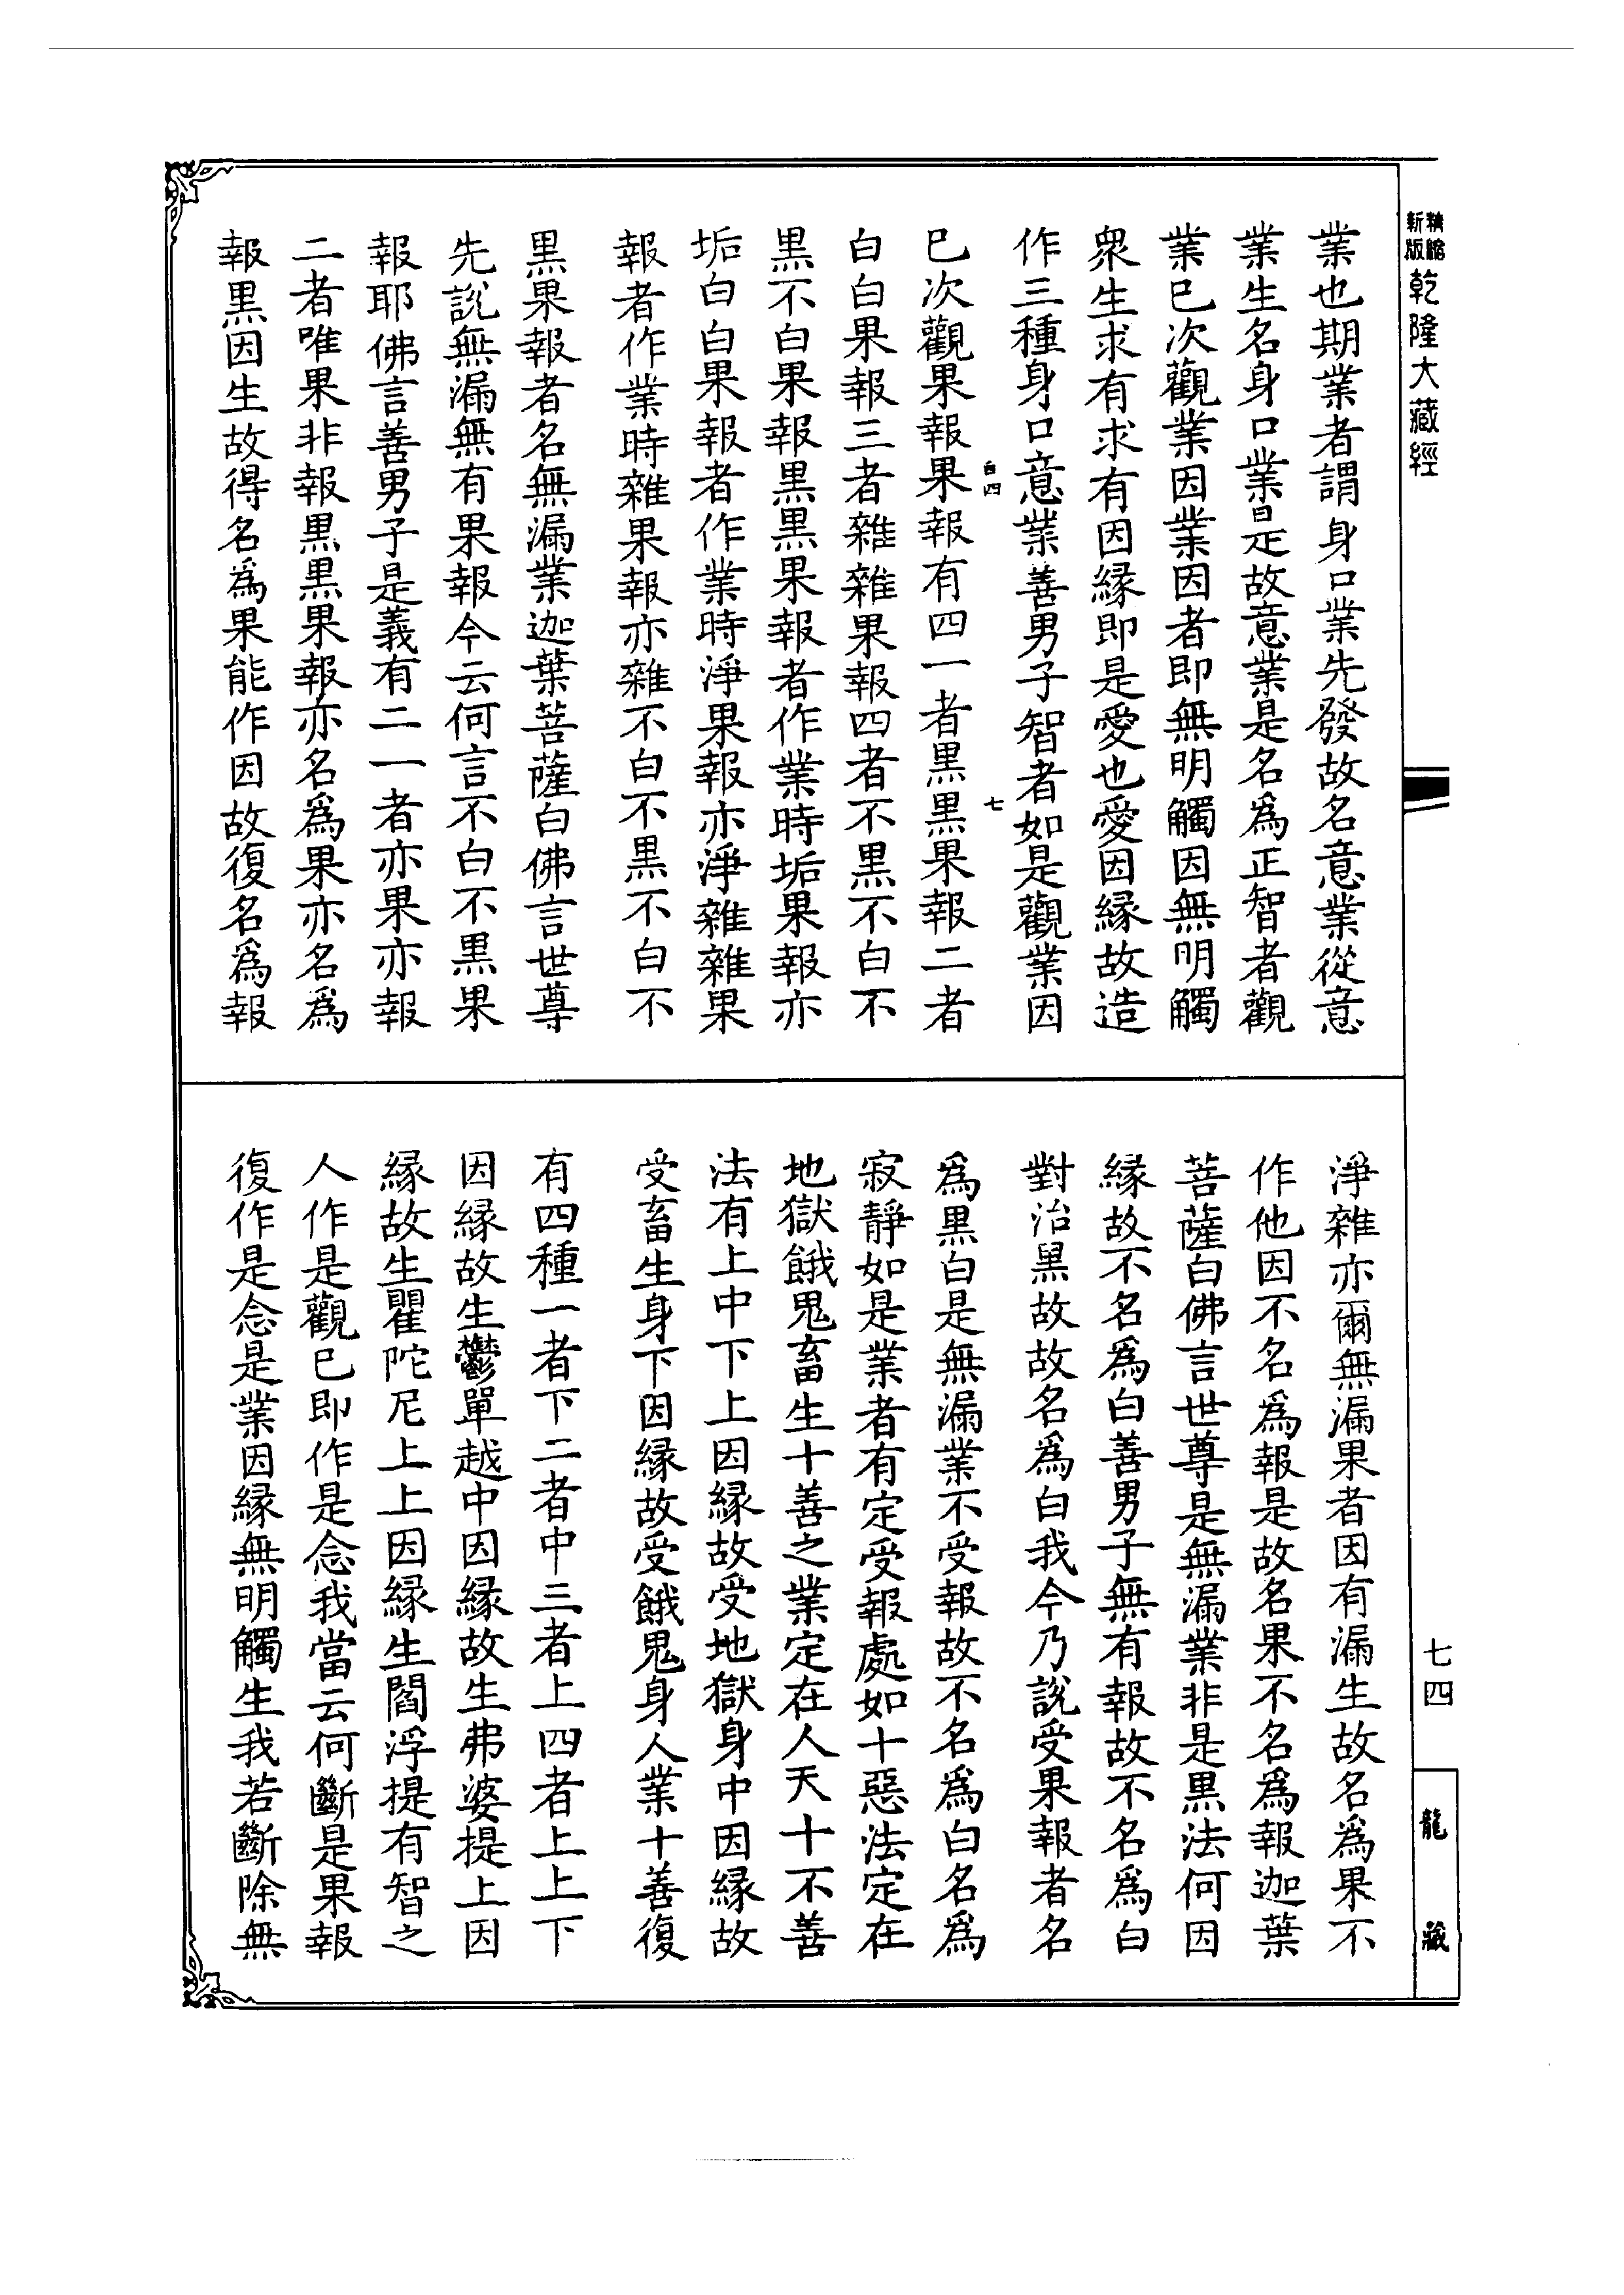 精縮新版乾隆大藏經
業也期業者謂身口業先發故名意業從意
業生名身口業是故意業是名爲正智者觀
業已次觀業因業因者即無明觸因無明觸
衆生求有求有因緣即是愛也愛因緣故造
作三種身口意業善男子智者如是觀業因
白四
七
已次觀果報果報有四一者黑黑果報二者
白白果報三者雜雜果報四者不黑不白不
黑不白果報黑黑果報者作業時垢果報亦
垢白白果報者作業時淨果報亦淨雜雜果
報者作業時雜果報亦雜不白不黑不白不
黑果報者名無漏業迦葉菩薩白佛言世尊
先說無漏無有果報今云何言不白不黑果
報耶佛言善男子是義有二一者亦果亦報
二者唯果非報黑黑果報亦名爲果亦名爲
報黑因生故得名爲果能作因故復名爲報
淨雜亦爾無漏果者因有漏生故名爲果不
作他因不名爲報是故名果不名爲報迦葉
菩薩白佛言世尊是無漏業非是黑法何因
緣故不名爲白善男子無有報故不名爲白
對治黑故故名爲白我今乃說受果報者名
爲黑白是無漏業不受報故不名爲白名爲
寂靜如是業者有定受報處如十惡法定在
地獄餓鬼畜生十善之業定在人天十不善
法有上中下上因緣故受地獄身中因緣故
受畜生身下因緣故受餓鬼身人業十善復
有四種一者下二者中三者上四者上上下
因緣故生鬱單越中因緣故生弗婆提上因
緣故生瞿陀尼上上因緣生閻浮提有智之
人作是觀已即作是念我當云何斷是果報
復作是念是業因緣無明觸生我若斷除無
七四
龍藏